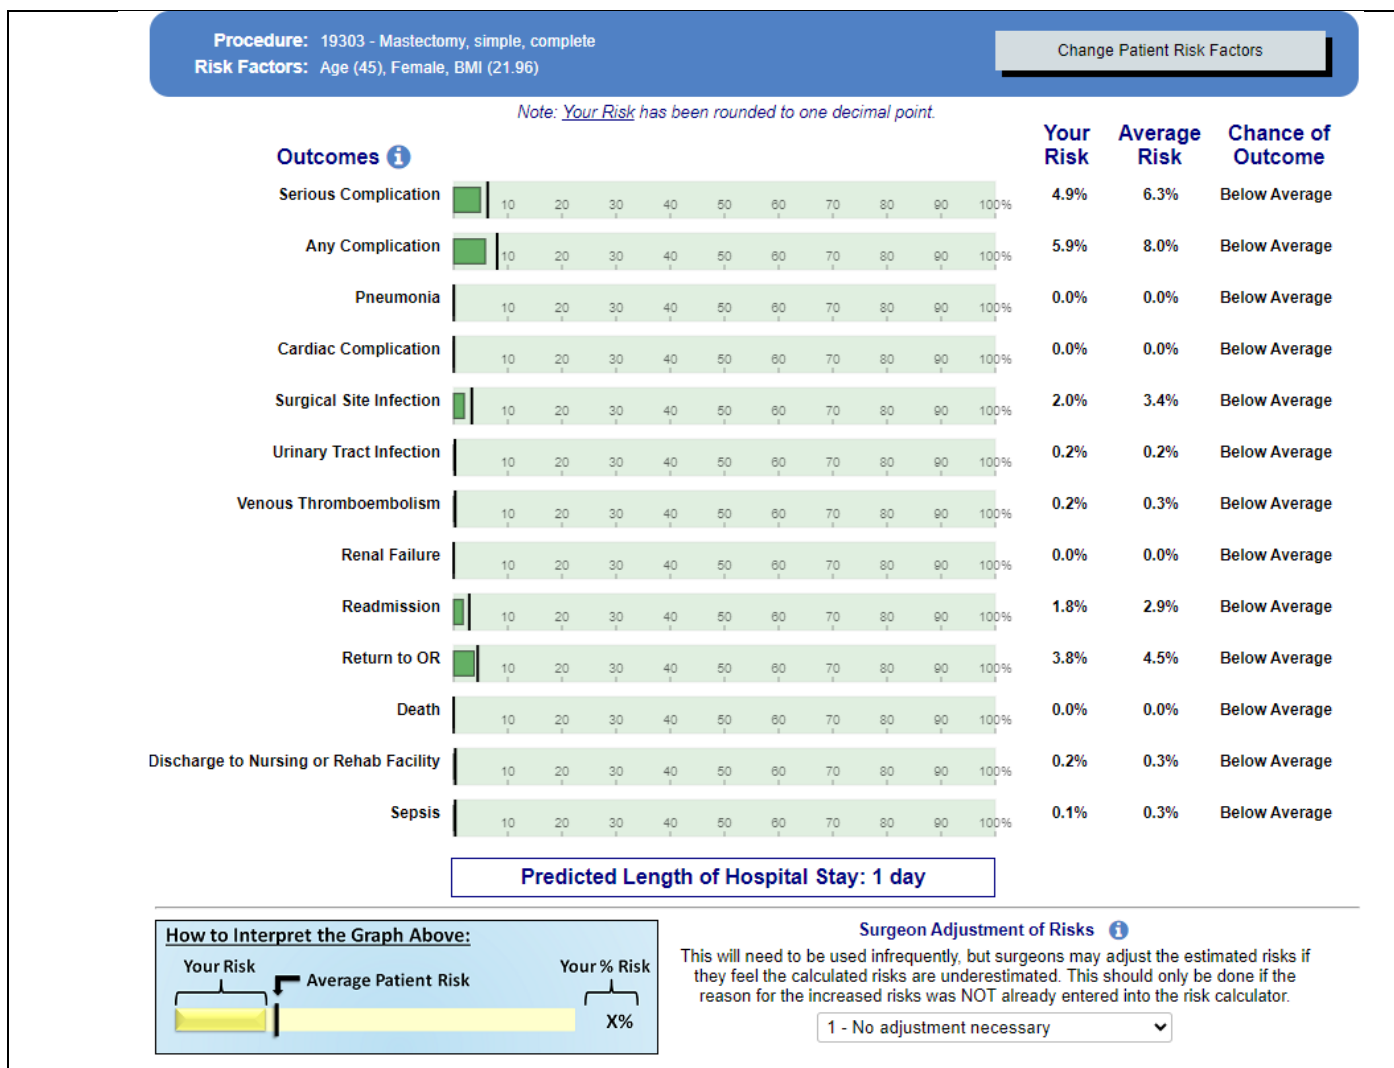 Procedure: 19303 - Mastectomy, simple, complete
Risk Factors: Age (45), Female, BMI (21.96)
Change Patient Risk Factors
Note: Your Risk has been rounded to one decimal point.
Outcomes i Your Risk Average Risk Chance of Outcome
Serious Complication 10 20 30 40 50 60 70 80 90 100% 4.9% 6.3% Below Average
Any Complication 10 20 30 40 50 60 70 80 90 100% 5.9% 8.0% Below Average
Pneumonia 10 20 30 40 50 60 70 80 90 100% 0.0% 0.0% Below Average
Cardiac Complication 10 20 30 40 50 60 70 80 90 100% 0.0% 0.0% Below Average
Surgical Site Infection 10 20 30 40 50 60 70 80 90 100% 2.0% 3.4% Below Average
Urinary Tract Infection 10 20 30 40 50 60 70 80 90 100% 0.2% 0.2% Below Average
Venous Thromboembolism 10 20 30 40 50 60 70 80 90 100% 0.2% 0.3% Below Average
Renal Failure 10 20 30 40 50 60 70 80 90 100% 0.0% 0.0% Below Average
Readmission 10 20 30 40 50 60 70 80 90 100% 1.8% 2.9% Below Average
Return to OR 10 20 30 40 50 60 70 80 90 100% 3.8% 4.5% Below Average
Death 10 20 30 40 50 60 70 80 90 100% 0.0% 0.0% Below Average
Discharge to Nursing or Rehab Facility 10 20 30 40 50 60 70 80 90 100% 0.2% 0.3% Below Average
Sepsis 10 20 30 40 50 60 70 80 90 100% 0.1% 0.3% Below Average
Predicted Length of Hospital Stay: 1 day
How to Interpret the Graph Above:
Your Risk
Average Patient Risk
Your % Risk
X%
Surgeon Adjustment of Risks i
This will need to be used infrequently, but surgeons may adjust the estimated risks if
they feel the calculated risks are underestimated. This should only be done if the
reason for the increased risks was NOT already entered into the risk calculator.
1 - No adjustment necessary